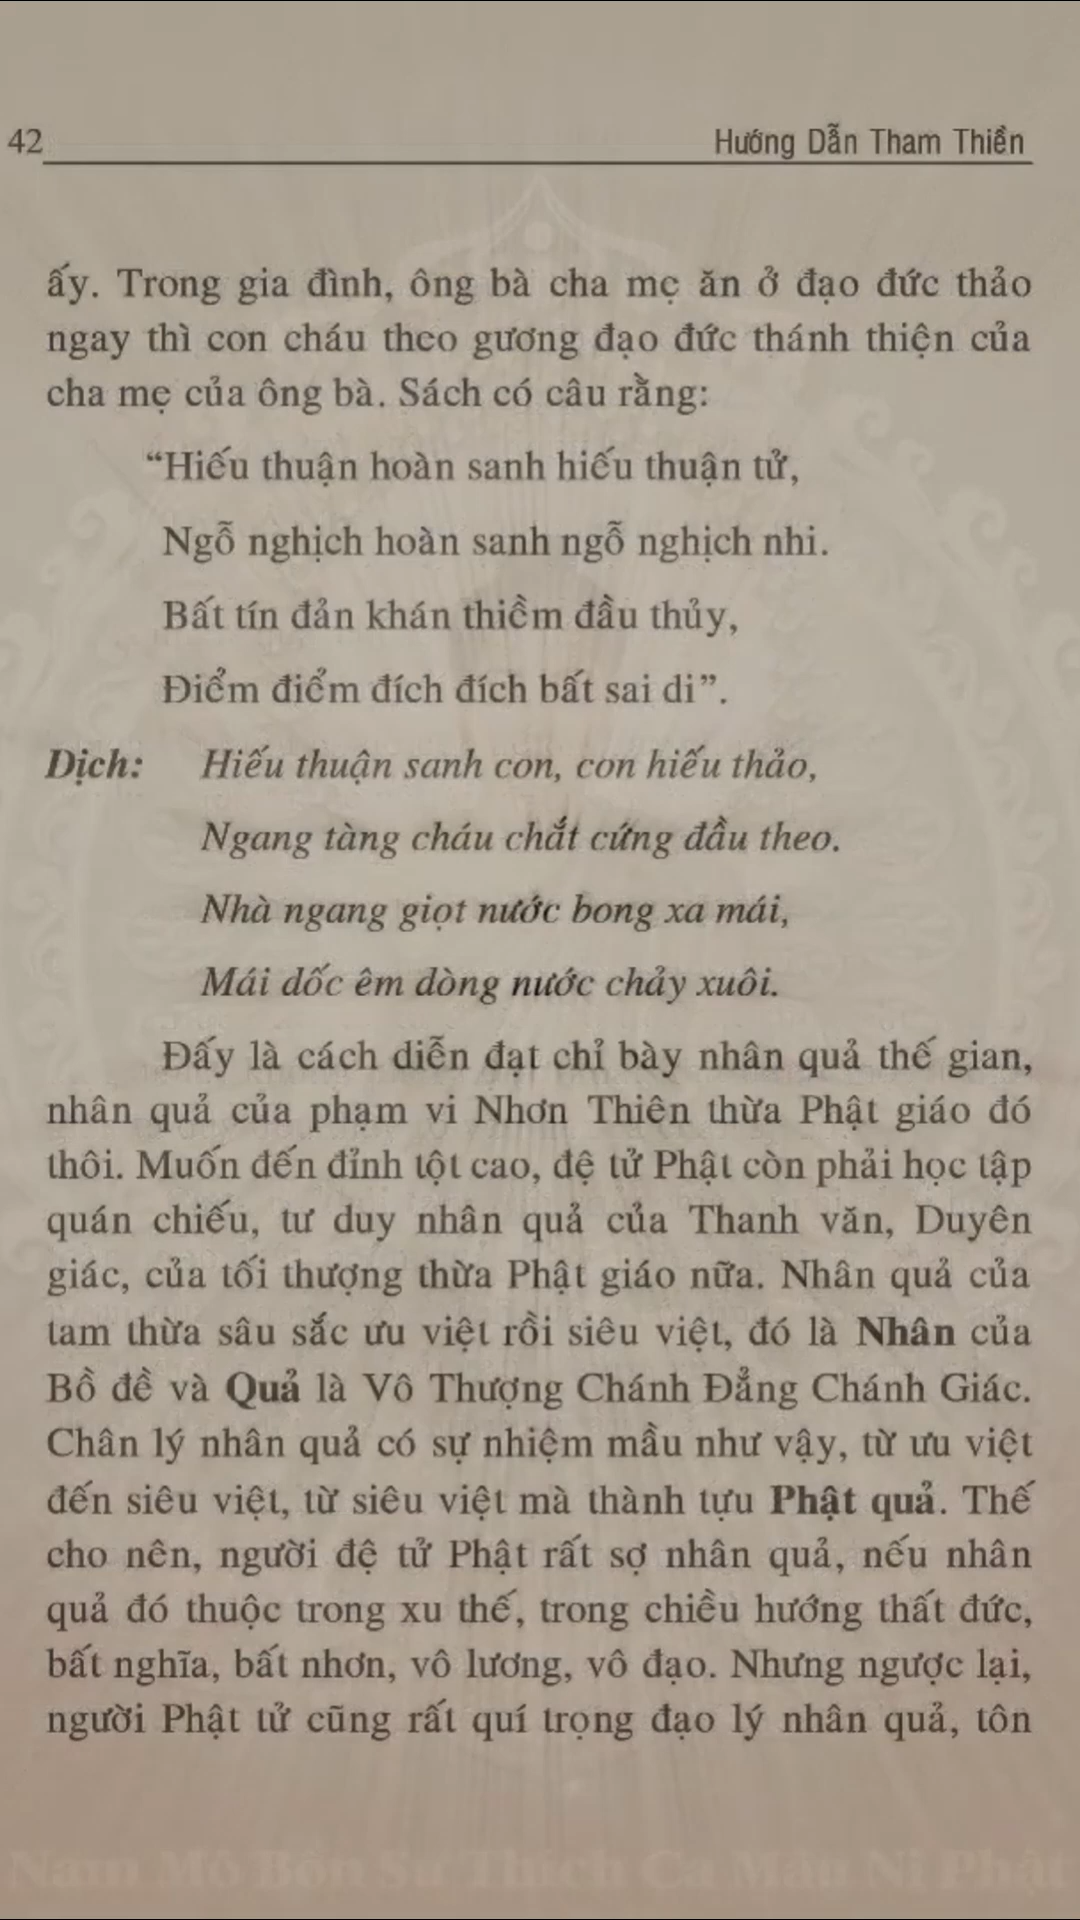 42
Hướng Dẫn Tham Thiền
ấy. Trong gia đình, ông bà cha mẹ ăn ở đạo đức thảo
ngay thì con cháu theo gương đạo đức thánh thiện của
cha mẹ của ông bà. Sách có câu rằng:
“Hiếu thuận hoàn sanh hiếu thuận tử,
Ngỗ nghịch hoàn sanh ngỗ nghịch nhi.
Bất tín đản khán thiềm đầu thủy,
Điểm điểm đích đích bất sai di”.
Dịch: Hiếu thuận sanh con, con hiếu thảo,
Ngang tàng cháu chắt cứng đầu theo.
Nhà ngang giọt nước bong xa mái,
Mái dốc êm dòng nước chảy xuôi.
Đấy là cách diễn đạt chỉ bày nhân quả thế gian,
nhân quả của phạm vi Nhơn Thiên thừa Phật giáo đó
thôi. Muốn đến đỉnh tột cao, đệ tử Phật còn phải học tập
quán chiếu, tư duy nhân quả của Thanh văn, Duyên
giác, của tối thượng thừa Phật giáo nữa. Nhân quả của
tam thừa sâu sắc ưu việt rồi siêu việt, đó là Nhân của
Bồ đề và Quả là Vô Thượng Chánh Đẳng Chánh Giác.
Chân lý nhân quả có sự nhiệm mầu như vậy, từ ưu việt
đến siêu việt, từ siêu việt mà thành tựu Phật quả. Thế
cho nên, người đệ tử Phật rất sợ nhân quả, nếu nhân
quả đó thuộc trong xu thế, trong chiều hướng thất đức,
bất nghĩa, bất nhơn, vô lương, vô đạo. Nhưng ngược lại,
người Phật tử cũng rất quí trọng đạo lý nhân quả, tôn
Nam Mô Bổn Sư Thích Ca Mâu Ni Phật